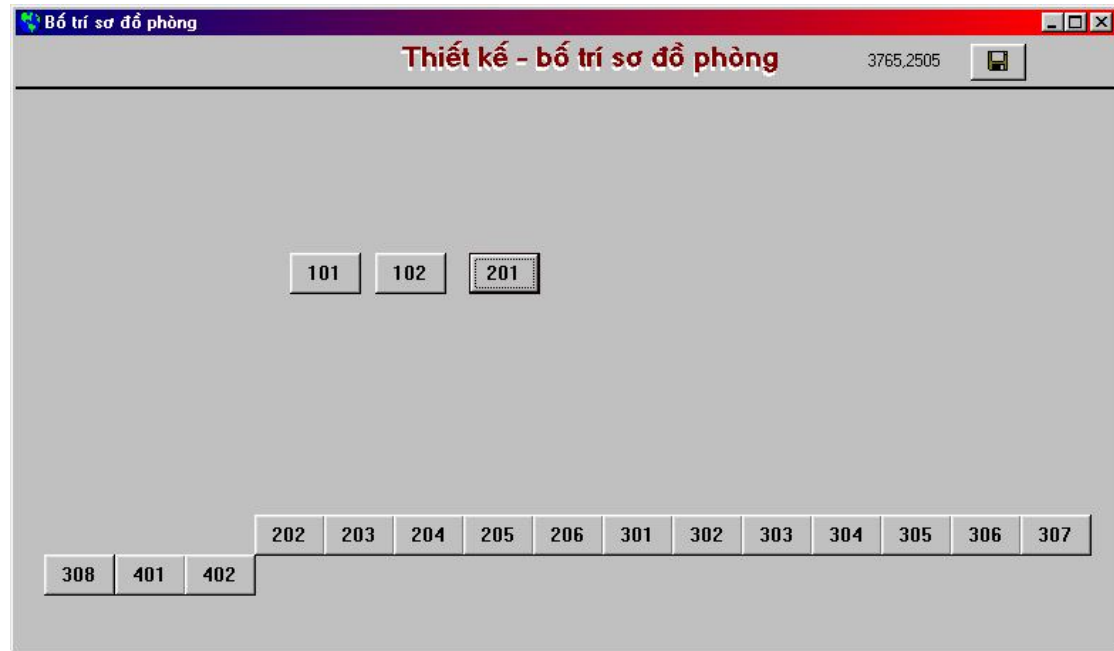 Bố trí sơ đồ phòng
Thiết kế - bố trí sơ đồ phòng 3765,2505
101 102 201
202 203 204 205 206 301 302 303 304 305 306 307
308 401 402